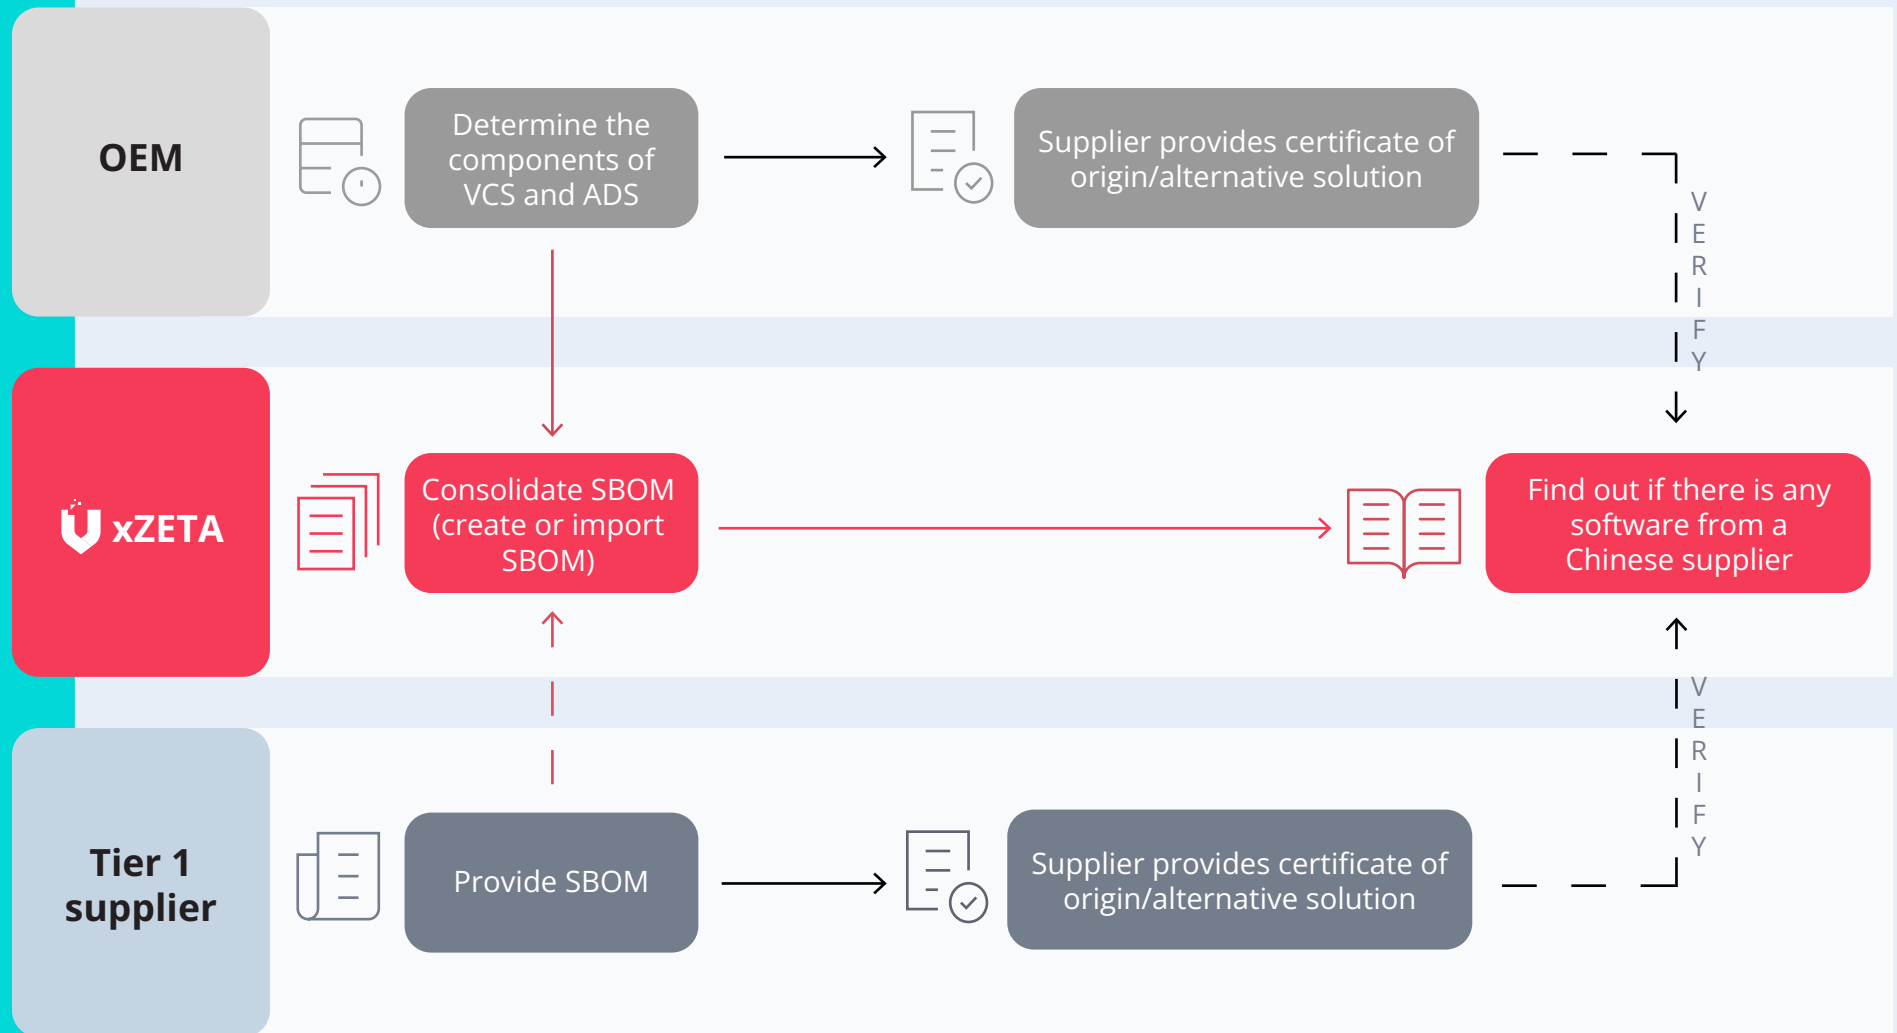 OEM
Determine the
components of
VCS and ADS
Supplier provides certificate of
origin/alternative solution
VERIFY
xZETA
Consolidate SBOM
(create or import
SBOM)
Find out if there is any
software from a
Chinese supplier
VERIFY
Tier 1
supplier
Provide SBOM
Supplier provides certificate of
origin/alternative solution